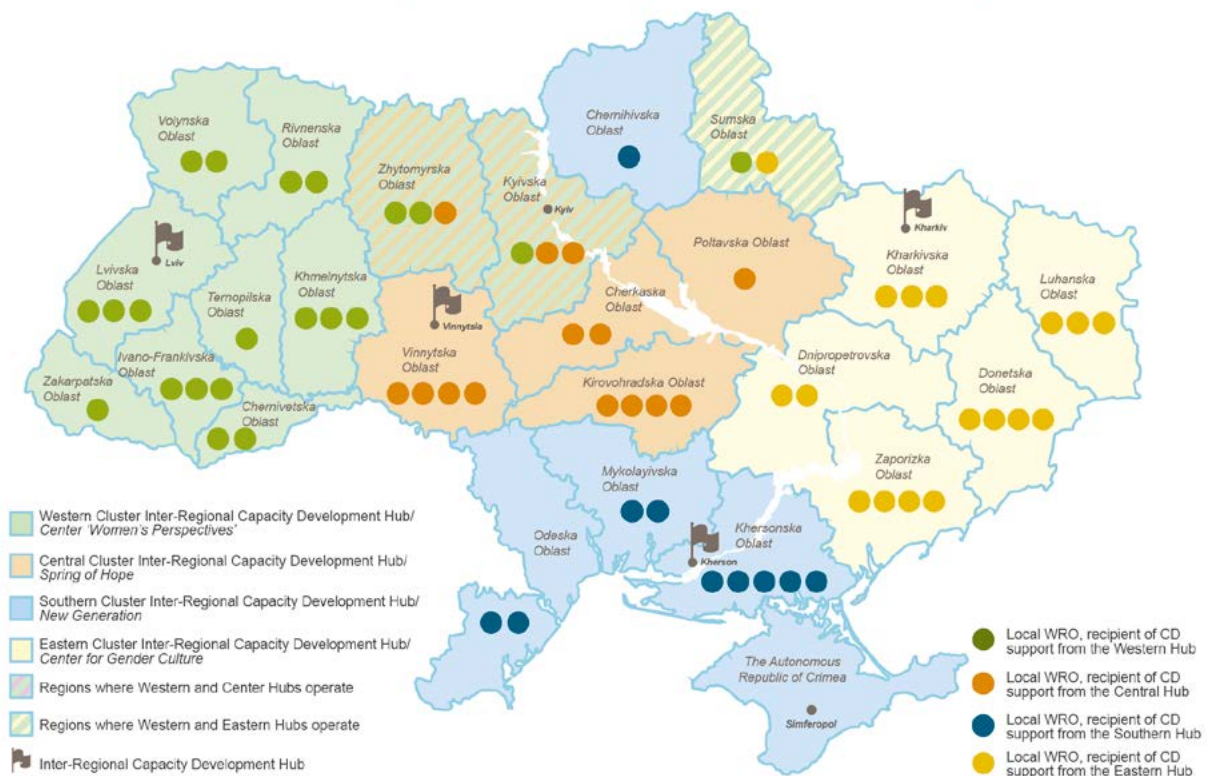 Volynska
Oblast
Rivnenska
Oblast
Zhytomyrska
Oblast
Kyivska
Oblast
Kyiv
Chernihivska
Oblast
Sumska
Oblast
Lviv
Lvivska
Oblast
Ternopilska
Oblast
Khmelnytska
Oblast
Vinnytsia
Vinnytska
Oblast
Cherkaska
Oblast
Poltavska Oblast
Kharkiv
Kharkivska
Oblast
Luhanska
Oblast
Zakarpatska
Oblast
Ivano-Frankivska
Oblast
Chernivetska
Oblast
Kirovohradska Oblast
Dnipropetrovska
Oblast
Donetska
Oblast
Zaporizka
Oblast
Mykolayivska
Oblast
Odeska
Oblast
Kherson
Khersonska
Oblast
The Autonomous
Republic of Crimea
Simferopol
Western Cluster Inter-Regional Capacity Development Hub/
Center 'Women's Perspectives'
Central Cluster Inter-Regional Capacity Development Hub/
Spring of Hope
Southern Cluster Inter-Regional Capacity Development Hub/
New Generation
Eastern Cluster Inter-Regional Capacity Development Hub/
Center for Gender Culture
Regions where Western and Center Hubs operate
Regions where Western and Eastern Hubs operate
Inter-Regional Capacity Development Hub
Local WRO, recipient of CD
support from the Western Hub
Local WRO, recipient of CD
support from the Central Hub
Local WRO, recipient of CD
support from the Southern Hub
Local WRO, recipient of CD
support from the Eastern Hub